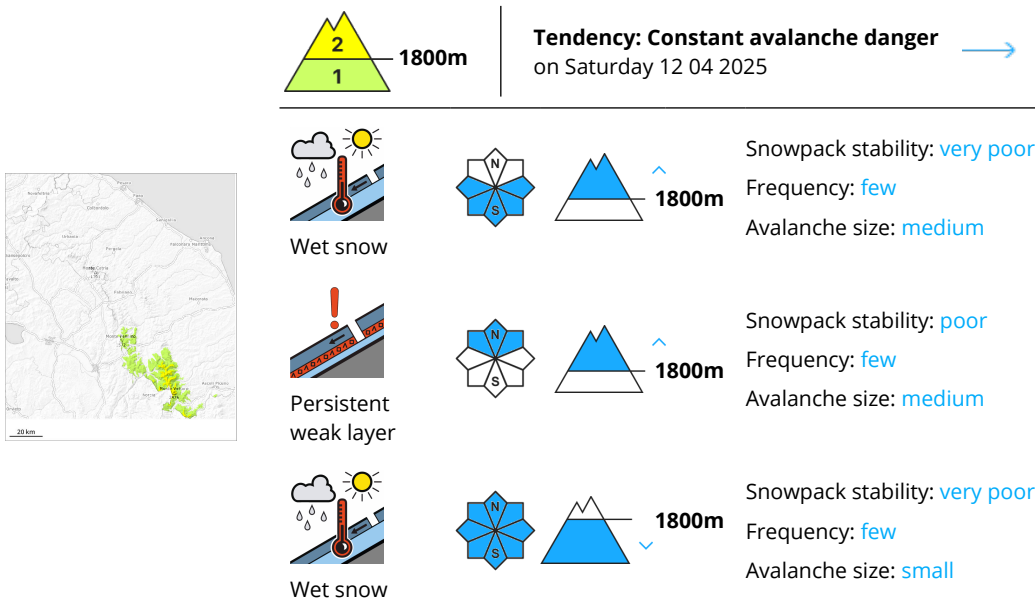 2
1
1800m
Tendency: Constant avalanche danger
on Saturday 12 04 2025
N
S
1800m
Snowpack stability: very poor
Frequency: few
Avalanche size: medium
Wet snow
N
S
1800m
Snowpack stability: poor
Frequency: few
Avalanche size: medium
Persistent
weak layer
N
S
1800m
Snowpack stability: very poor
Frequency: few
Avalanche size: small
Wet snow
20 km